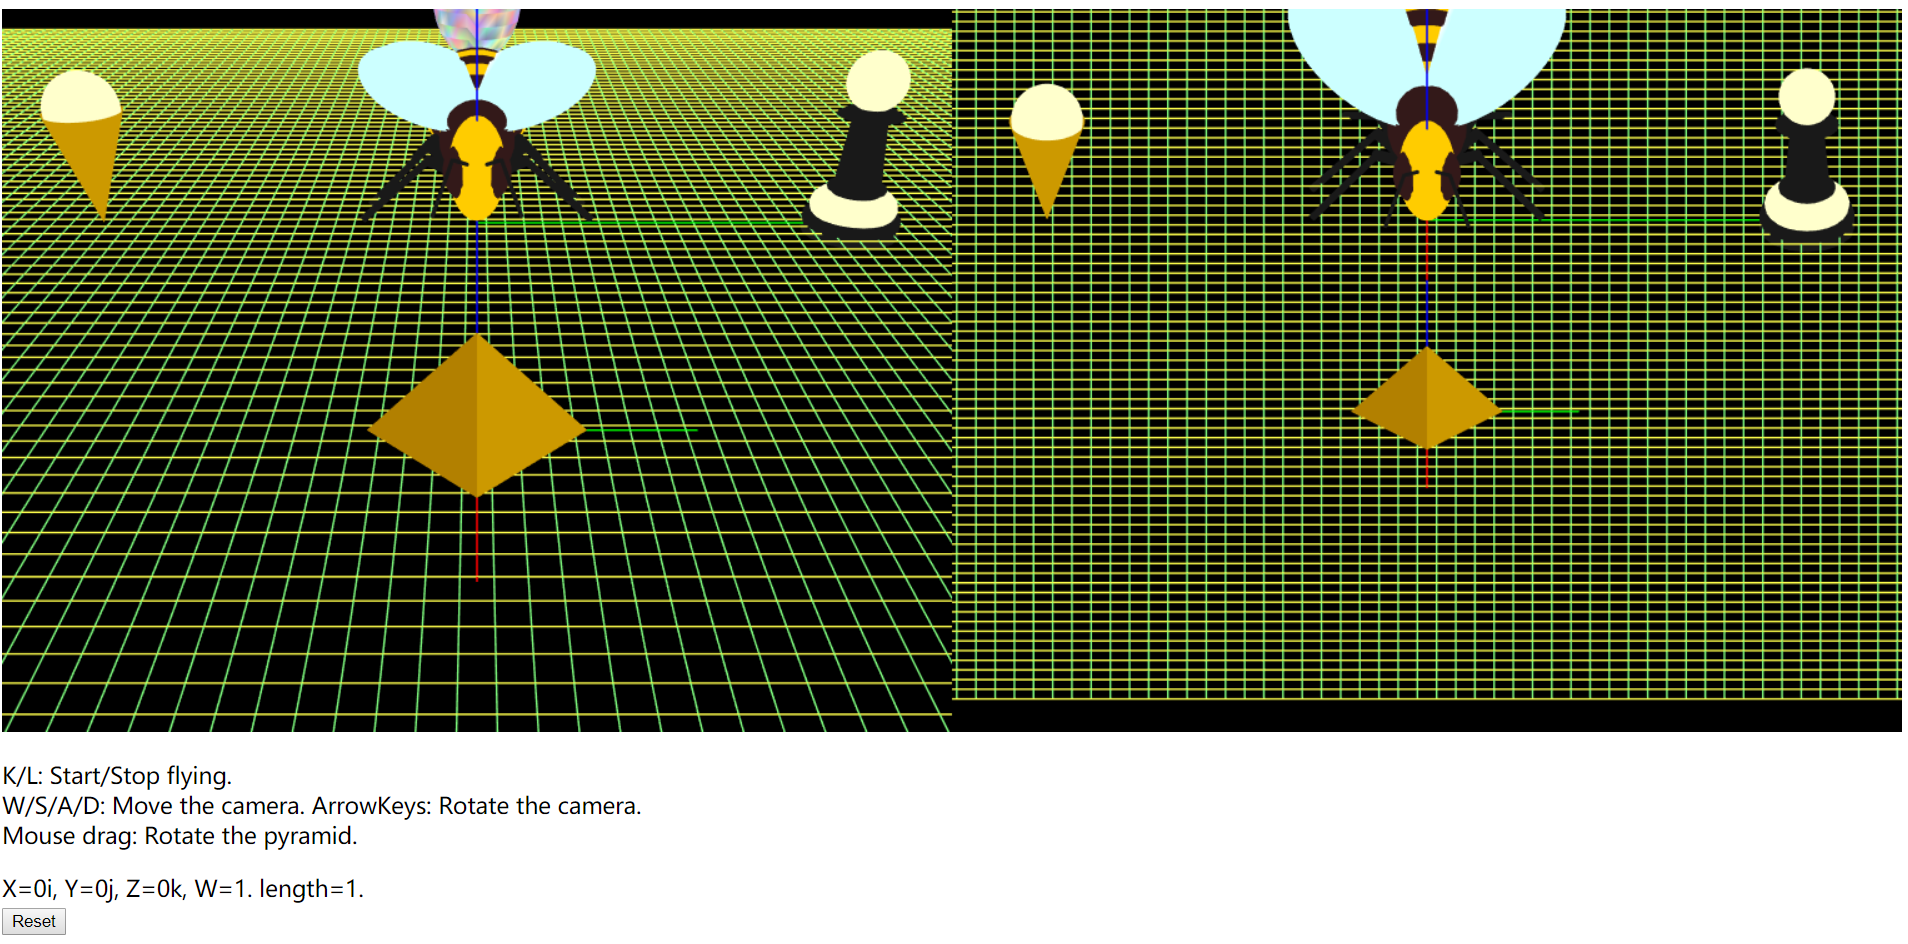 K/L: Start/Stop flying.
W/S/A/D: Move the camera. ArrowKeys: Rotate the camera.
Mouse drag: Rotate the pyramid.
X=0i, Y=0j, Z=0k, W=1. length=1.
Reset